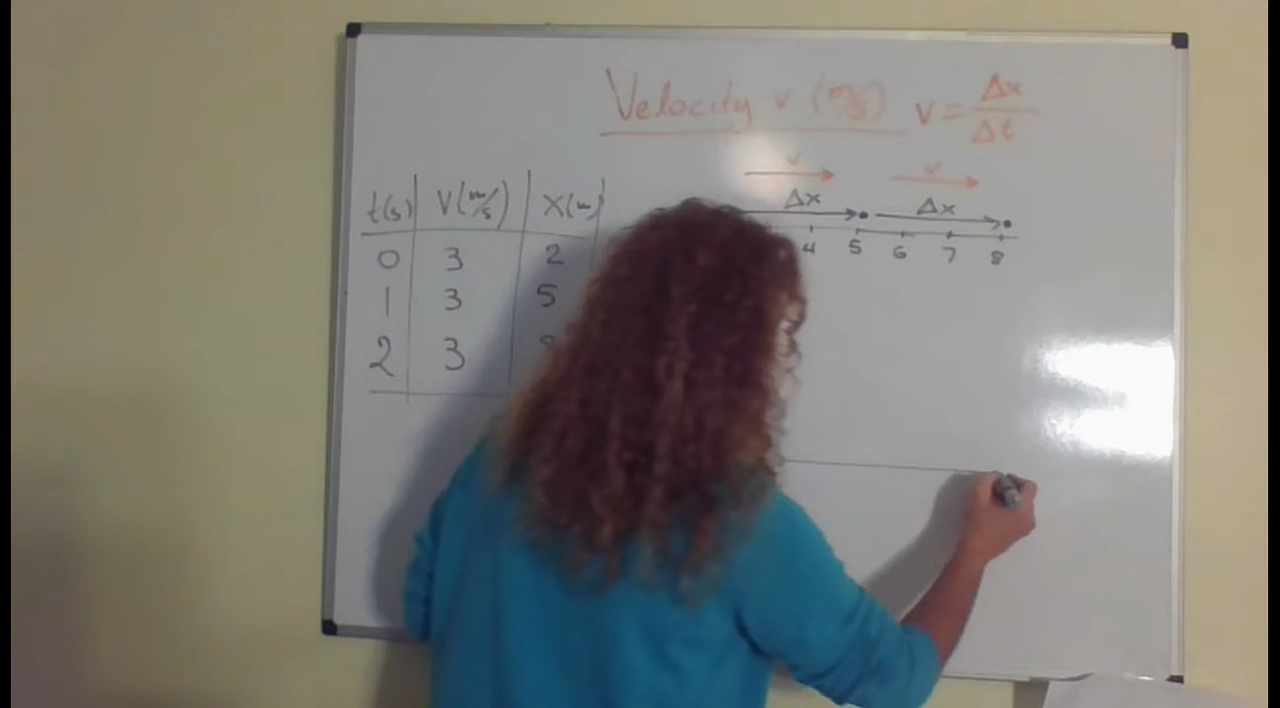 Velocity v (m/s) v = Δx/Δt
v v
Δx Δx
4 5 6 7 8
t(s) V(m/s) X(m)
0 3 2
1 3 5
2 3